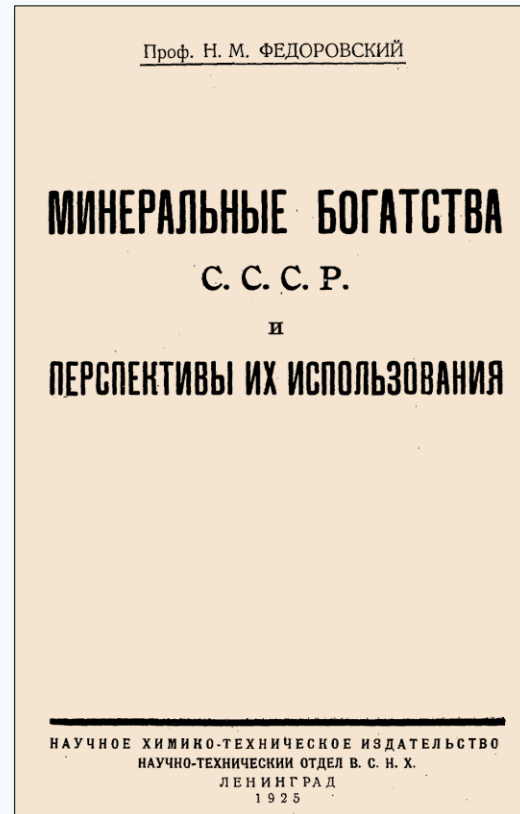 Проф. Н. М. ФЕДОРОВСКИЙ
МИНЕРАЛЬНЫЕ БОГАТСТВА
С. С. С. Р.
и
ПЕРСПЕКТИВЫ ИХ ИСПОЛЬЗОВАНИЯ
НАУЧНОЕ ХИМИКО-ТЕХНИЧЕСКОЕ ИЗДАТЕЛЬСТВО
НАУЧНО-ТЕХНИЧЕСКИЙ ОТДЕЛ В. С. Н. Х.
ЛЕНИНГРАД
1925